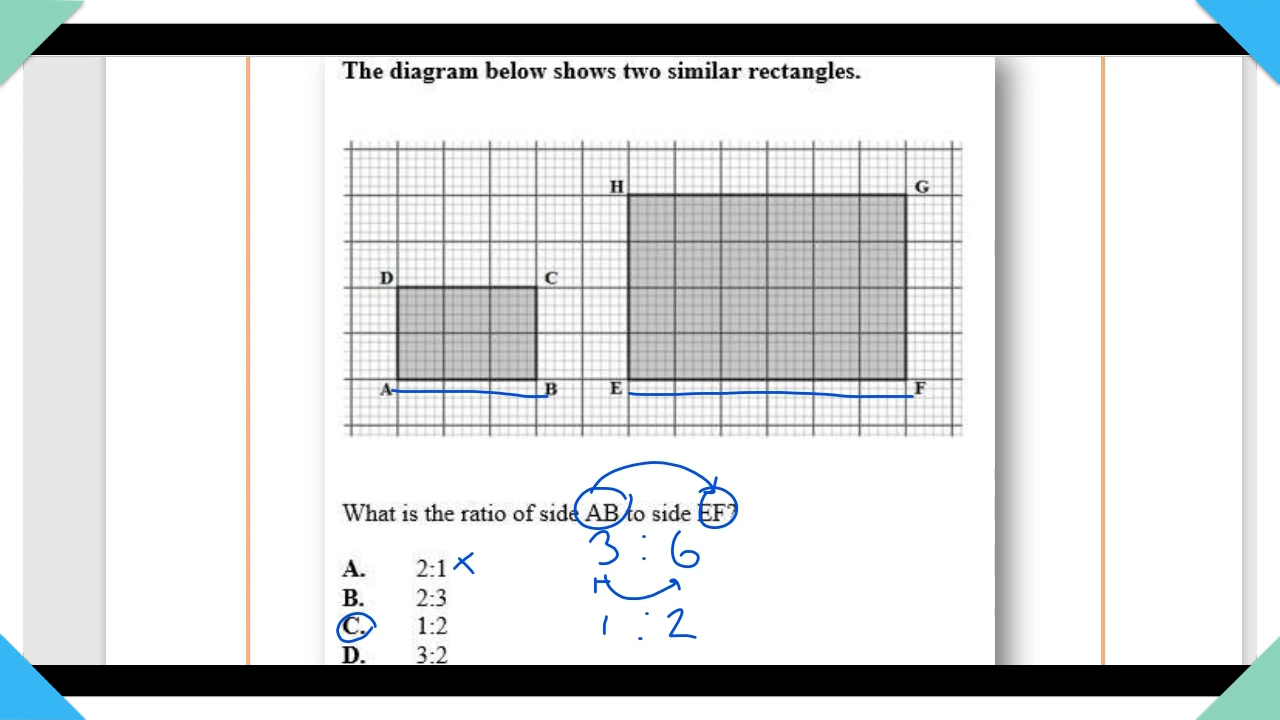 The diagram below shows two similar rectangles.
H G
D C
A B E F
What is the ratio of side AB to side EF?
3 : 6
A. 2:1 ×
B. 2:3
C. 1:2
1 : 2
D. 3:2